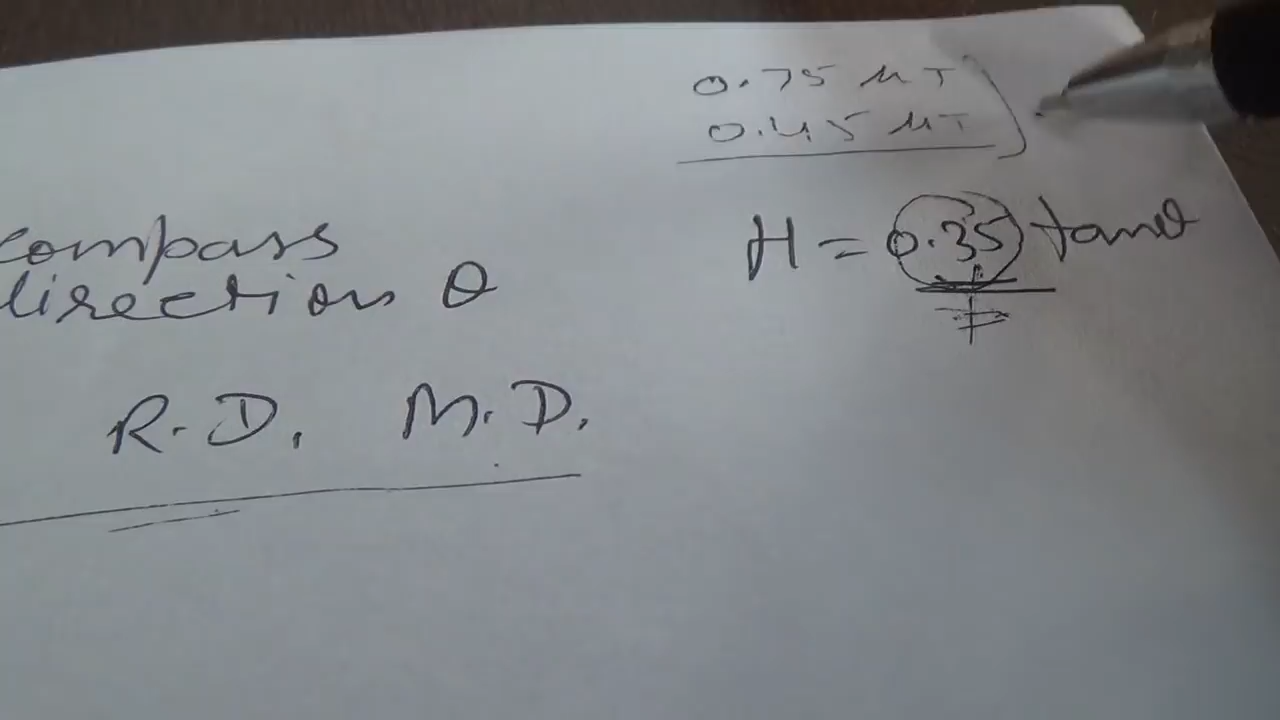 0.75 μT
0.45 μT
H = 0.35 tanθ
compass
direction θ
R.D. M.D.